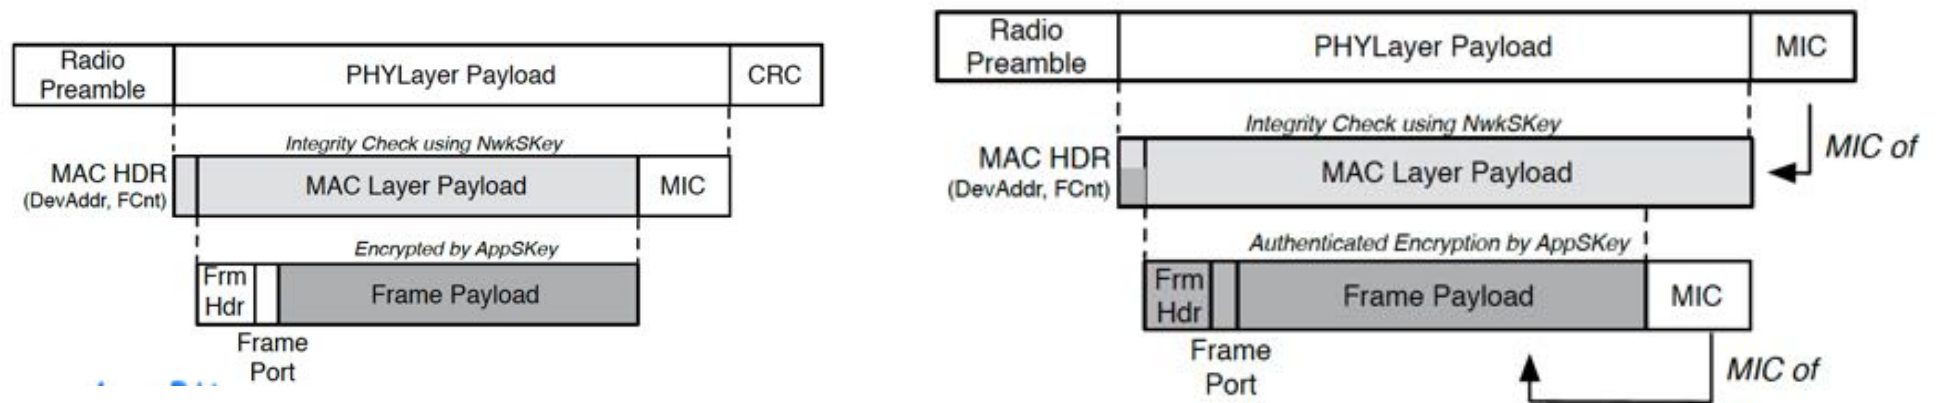 Radio
Preamble
PHYLayer Payload
CRC
Integrity Check using NwkSKey
MAC HDR
(DevAddr, FCnt)
MAC Layer Payload
MIC
Encrypted by AppSKey
Frm
Hdr
Frame Payload
Frame
Port
Radio
Preamble
PHYLayer Payload
MIC
Integrity Check using NwkSKey
MIC of
MAC HDR
(DevAddr, FCnt)
MAC Layer Payload
Authenticated Encryption by AppSKey
Frm
Hdr
Frame Payload
MIC
Frame
Port
MIC of